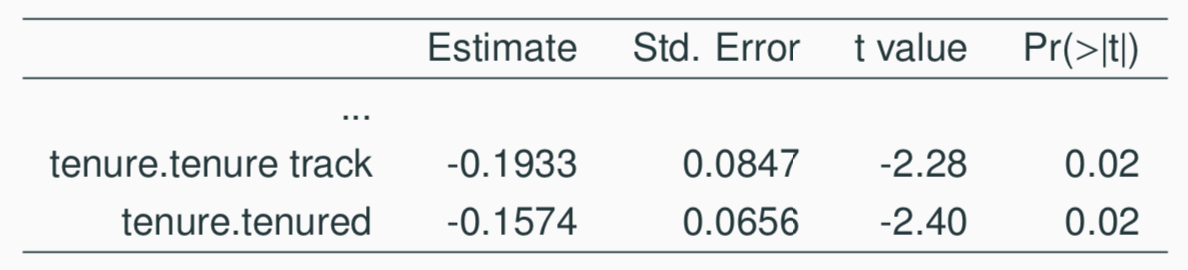 Estimate Std. Error t value Pr(>|t|)
...
tenure.tenure track -0.1933 0.0847 -2.28 0.02
tenure.tenured -0.1574 0.0656 -2.40 0.02